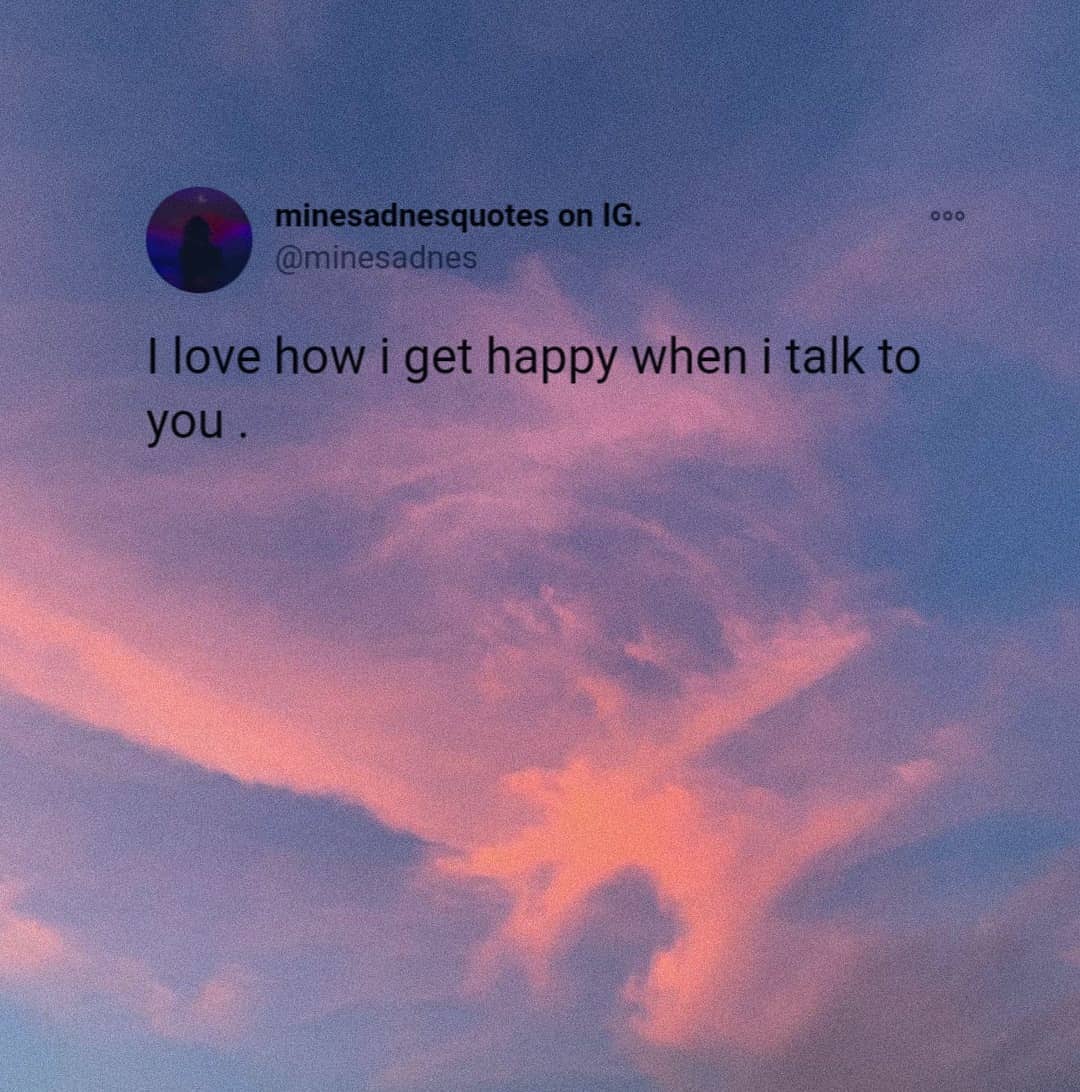 minesadnesquotes on IG.
@minesadnes
I love how i get happy when i talk to
you .